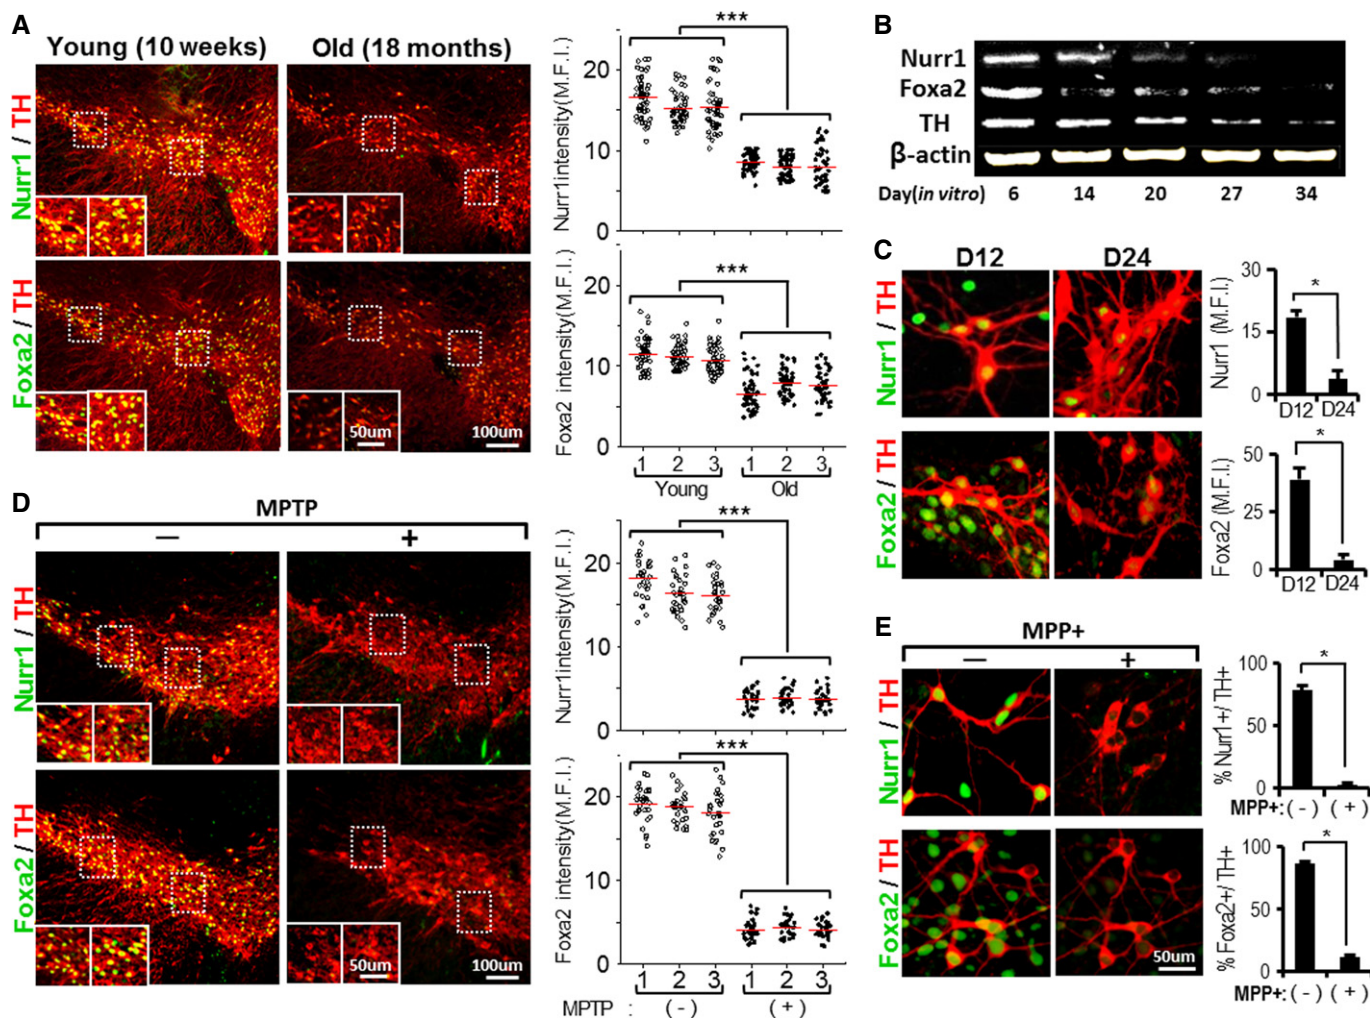 A
Young (10 weeks)
Old (18 months)
Nurr1 / TH
Foxa2 / TH
50um
100um
***
Nurr1intensity(M.F.I.)
20
10
0
***
Foxa2 intensity(M.F.I.)
20
10
0
1 2 3 1 2 3
Young Old
B
Nurr1
Foxa2
TH
β-actin
Day(in vitro) 6 14 20 27 34
C
D12 D24
Nurr1 / TH
Foxa2 / TH
Nurr1 (M.F.I.)
30
15
0
*
D12 D24
Foxa2 (M.F.I.)
50
25
0
*
D12 D24
D
MPTP
— +
Nurr1 / TH
Foxa2 / TH
50um
100um
***
Nurr1intensity(M.F.I.)
20
10
0
***
Foxa2 intensity(M.F.I.)
20
10
0
1 2 3 1 2 3
MPTP : (-) (+)
E
MPP+
— +
Nurr1 / TH
Foxa2 / TH
50um
% Nurr1+/ TH+
100
50
0
*
MPP+: (-) (+)
% Foxa2+/ TH+
100
50
0
*
MPP+: (-) (+)